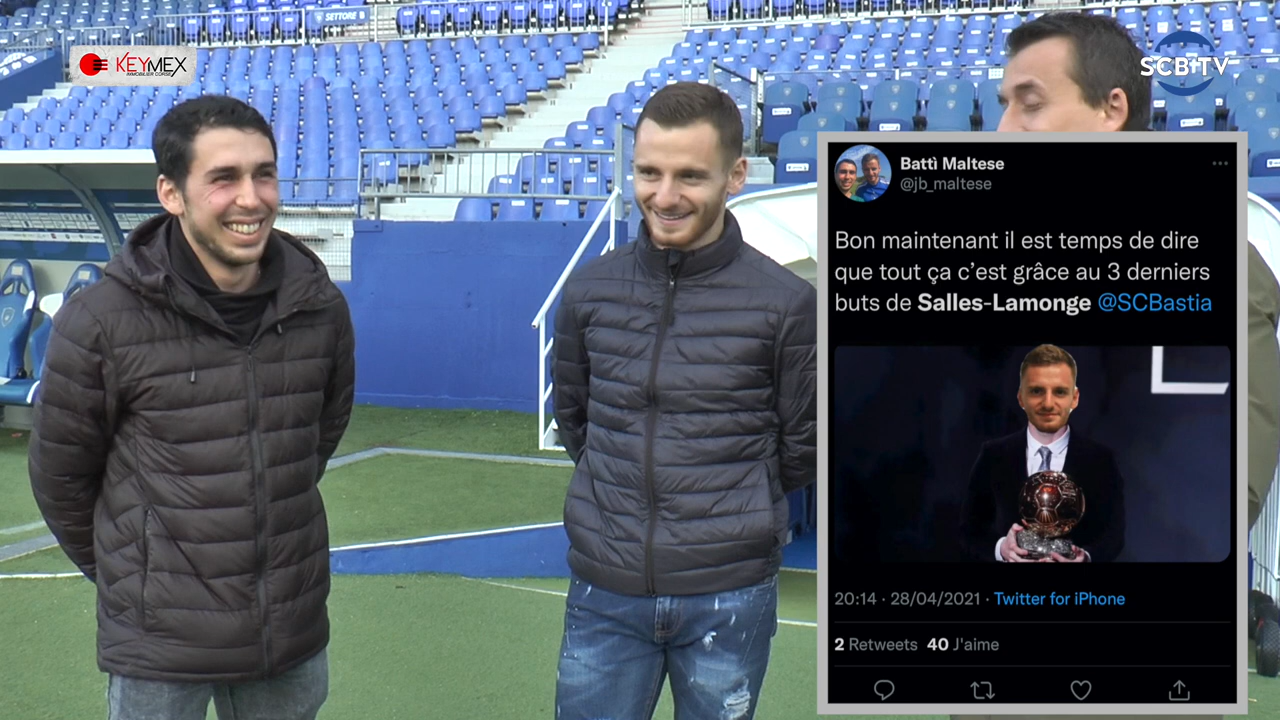 SETTORE B
KEYMEX
IMMOBILIER CORSE
SCB TV
Battì Maltese
@jb_maltese
Bon maintenant il est temps de dire
que tout ça c’est grâce au 3 derniers
buts de Salles-Lamonge @SCBastia
20:14 · 28/04/2021 · Twitter for iPhone
2 Retweets 40 J'aime